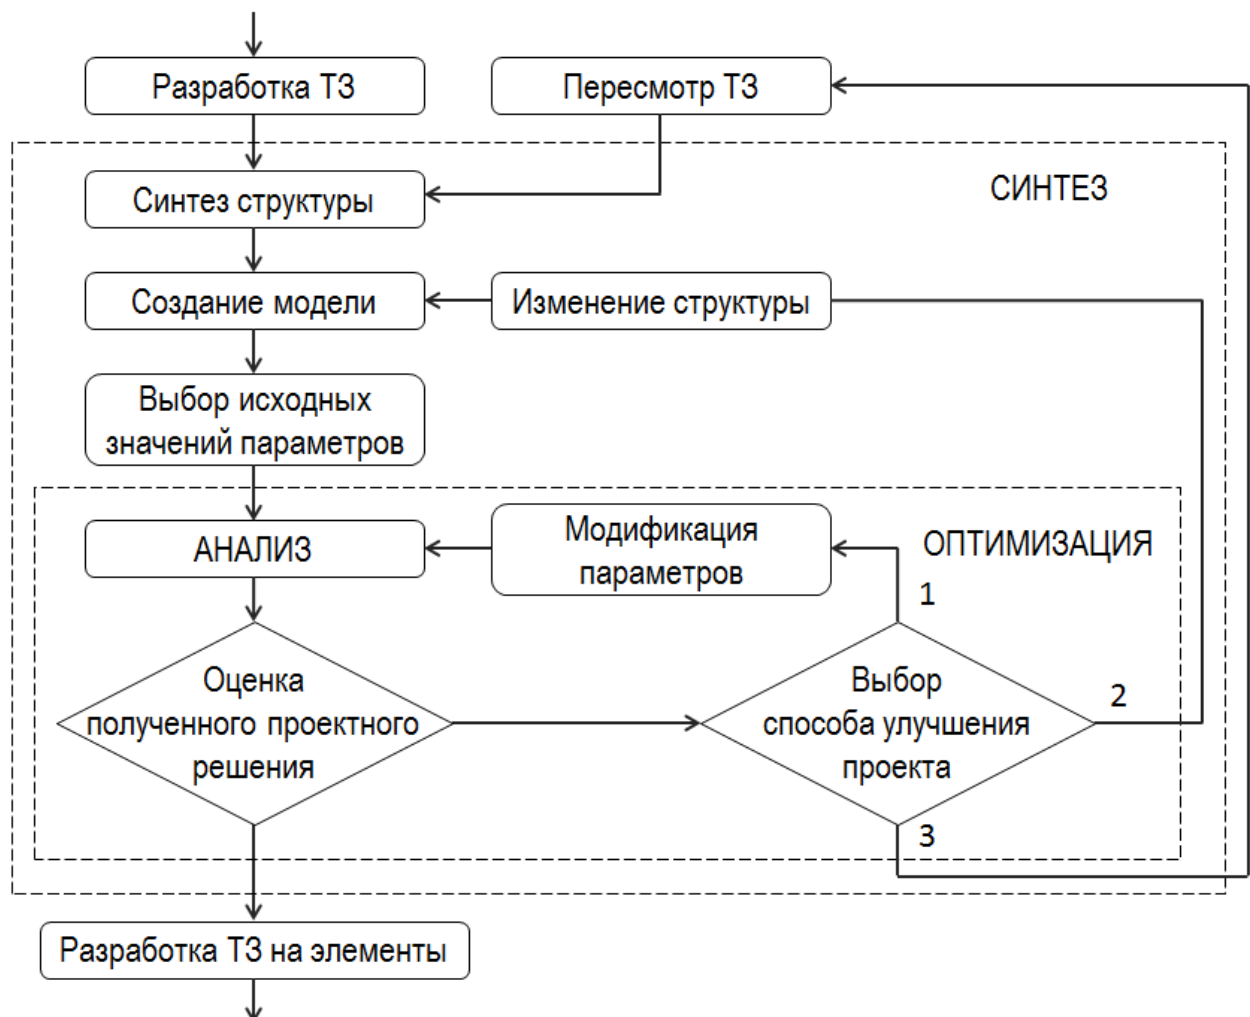 Разработка ТЗ
Пересмотр ТЗ
СИНТЕЗ
Синтез структуры
Создание модели
Изменение структуры
Выбор исходных
значений параметров
АНАЛИЗ
Модификация
параметров
ОПТИМИЗАЦИЯ
1
Оценка
полученного проектного
решения
Выбор
способа улучшения
проекта
2
3
Разработка ТЗ на элементы